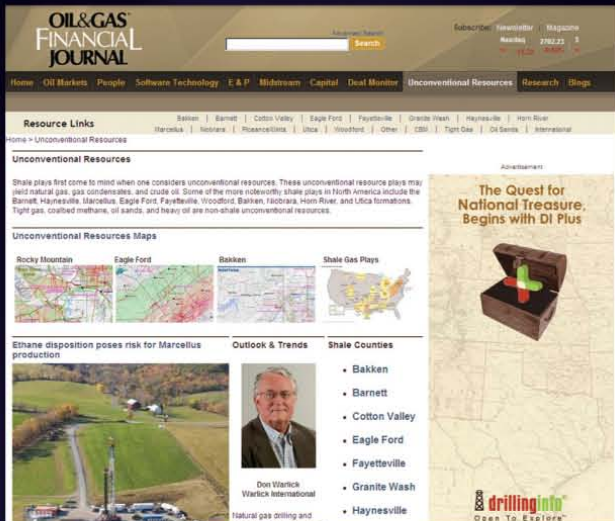 OIL&GAS
FINANCIAL
JOURNAL
Advanced Search
Search
Subscribe: Newsletter | Magazine
Nasdaq 2702.23
Home Oil Markets People Software Technology E & P Midstream Capital Deal Monitor Unconventional Resources Research Blogs
Resource Links
Bakken | Barnett | Cotton Valley | Eagle Ford | Fayetteville | Granite Wash | Haynesville | Horn River
Marcellus | Niobrara | Piceance/Uinta | Utica | Woodford | Other | CBM | Tight Gas | Oil Sands | International
Home > Unconventional Resources
Unconventional Resources
Shale plays first come to mind when one considers unconventional resources. These unconventional resource plays may
yield natural gas, gas condensates, and crude oil. Some of the more noteworthy shale plays in North America include the
Barnett, Haynesville, Marcellus, Eagle Ford, Fayetteville, Woodford, Bakken, Niobrara, Horn River, and Utica formations.
Tight gas, coalbed methane, oil sands, and heavy oil are non-shale unconventional resources.
Unconventional Resources Maps
Rocky Mountain Eagle Ford Bakken Shale Gas Plays
Ethane disposition poses risk for Marcellus
production
Outlook & Trends
Don Warlick
Warlick International
Natural gas drilling and
Shale Counties
• Bakken
• Barnett
• Cotton Valley
• Eagle Ford
• Fayetteville
• Granite Wash
• Haynesville
Advertisement
The Quest for
National Treasure,
Begins with DI Plus
drillinginfo
Open To Explore